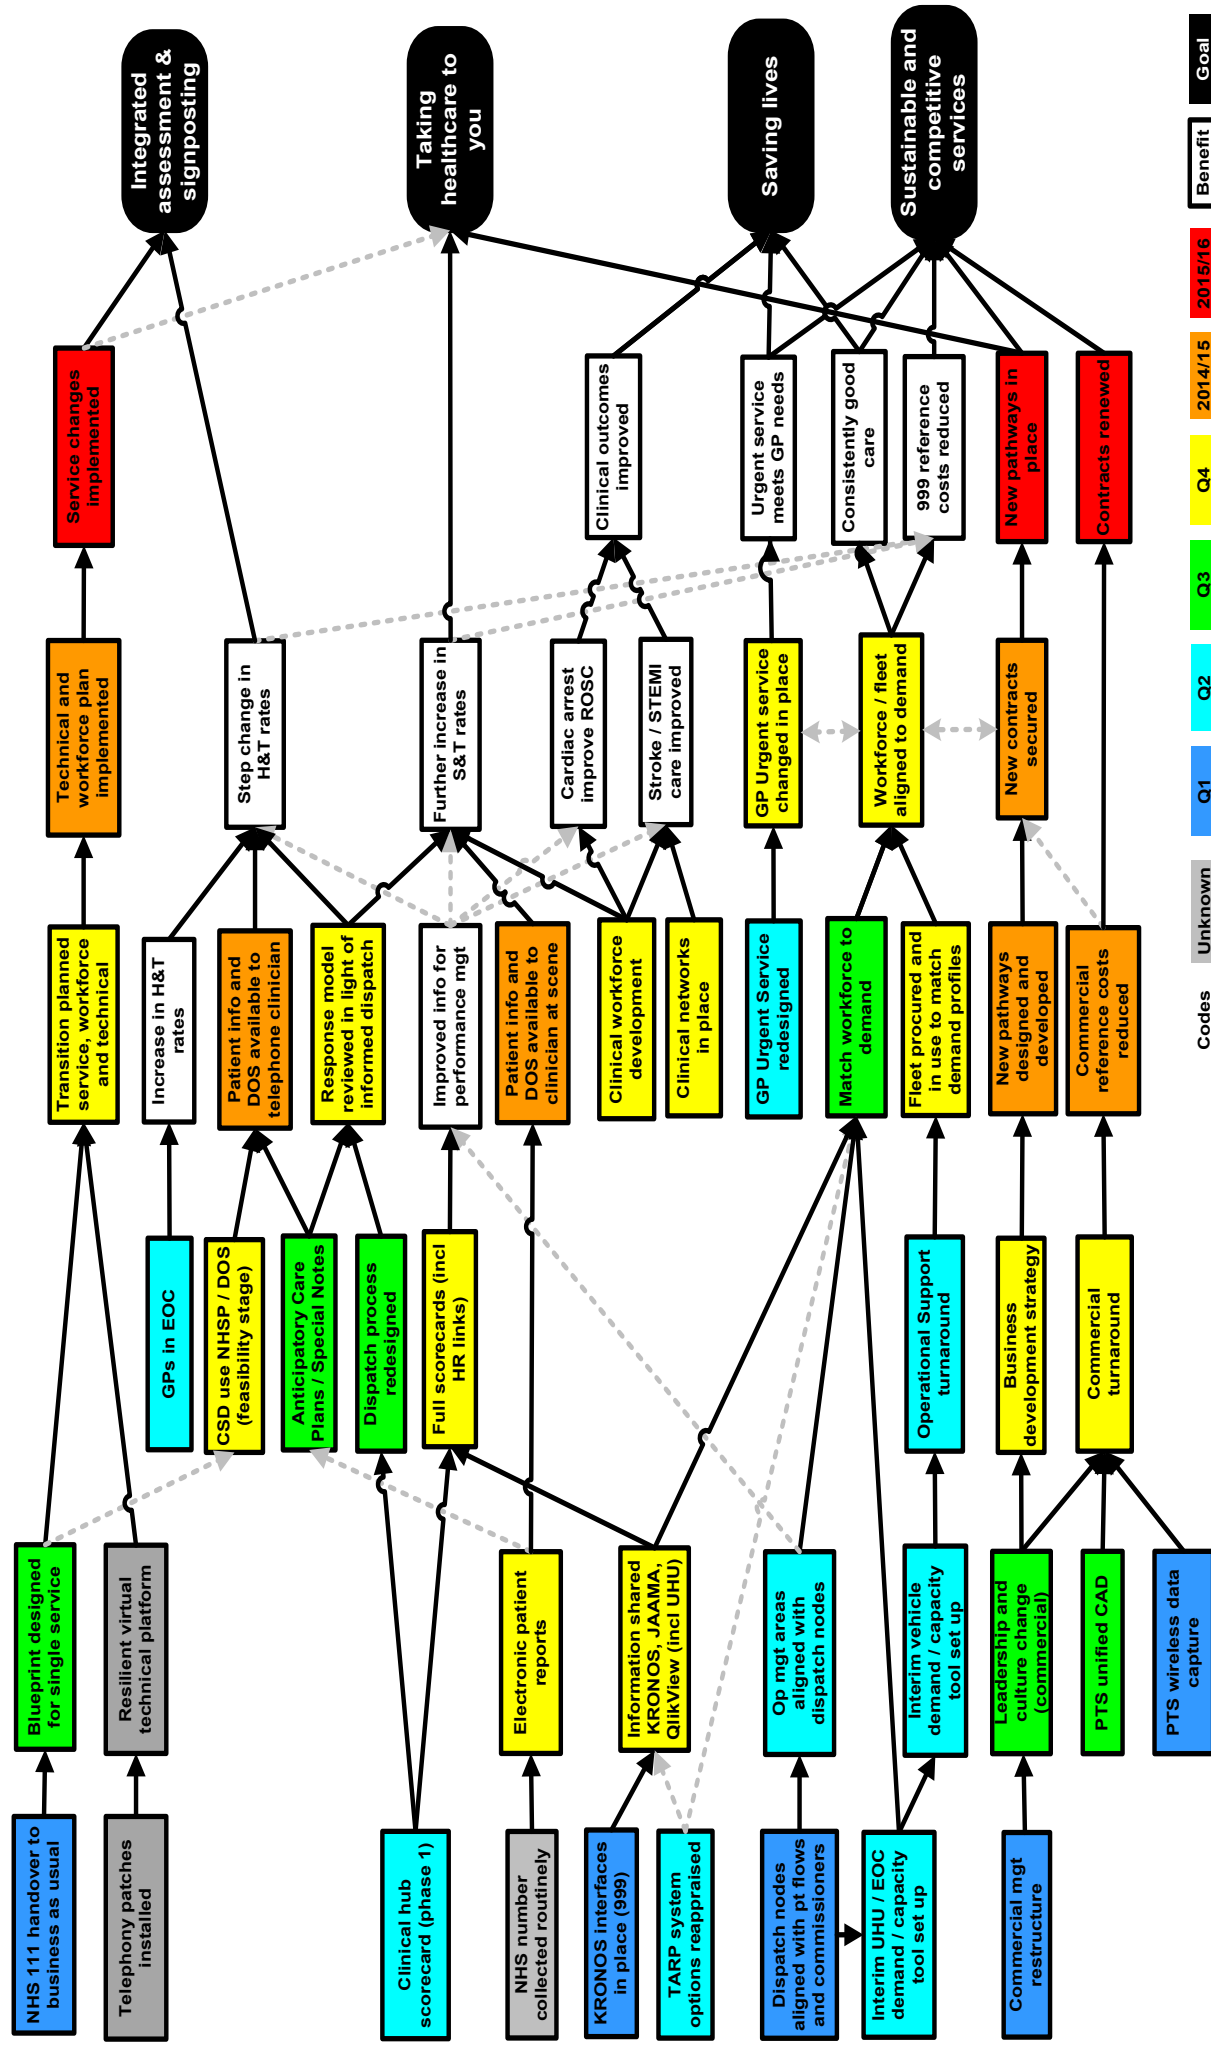 NHS 111 handover to
business as usual
Telephony patches
installed
Clinical hub
scorecard (phase 1)
NHS number
collected routinely
KRONOS interfaces
in place (999)
TARP system
options reappraised
Dispatch nodes
aligned with pt flows
and commissioners
Interim UHU / EOC
demand / capacity
tool set up
Commercial mgt
restructure
Blueprint designed
for single service
Resilient virtual
technical platform
Electronic patient
reports
Information shared
KRONOS, JAAMA,
QlikView (incl UHU)
Op mgt areas
aligned with
dispatch nodes
Interim vehicle
demand / capacity
tool set up
Leadership and
culture change
(commercial)
PTS unified CAD
PTS wireless data
capture
GPs in EOC
CSD use NHSP / DOS
(feasibility stage)
Anticipatory Care
Plans / Special Notes
Dispatch process
redesigned
Full scorecards (incl
HR links)
Operational Support
turnaround
Business
development strategy
Commercial
turnaround
Transition planned
service, workforce
and technical
Increase in H&T
rates
Patient info and
DOS available to
telephone clinician
Response model
reviewed in light of
informed dispatch
Improved info for
performance mgt
Patient info and
DOS available to
clinician at scene
Clinical workforce
development
Clinical networks
in place
GP Urgent Service
redesigned
Match workforce to
demand
Fleet procured and
in use to match
demand profiles
New pathways
designed and
developed
Commercial
reference costs
reduced
Technical and
workforce plan
implemented
Step change in
H&T rates
Further increase in
S&T rates
Cardiac arrest
improve ROSC
Stroke / STEMI
care improved
GP Urgent service
changed in place
Workforce / fleet
aligned to demand
New contracts
secured
Service changes
implemented
Clinical outcomes
improved
Urgent service
meets GP needs
Consistently good
care
999 reference
costs reduced
New pathways in
place
Contracts renewed
Integrated
assessment &
signposting
Taking
healthcare to
you
Saving lives
Sustainable and
competitive
services
Codes
Unknown
Q1
Q2
Q3
Q4
2014/15
2015/16
Benefit
Goal